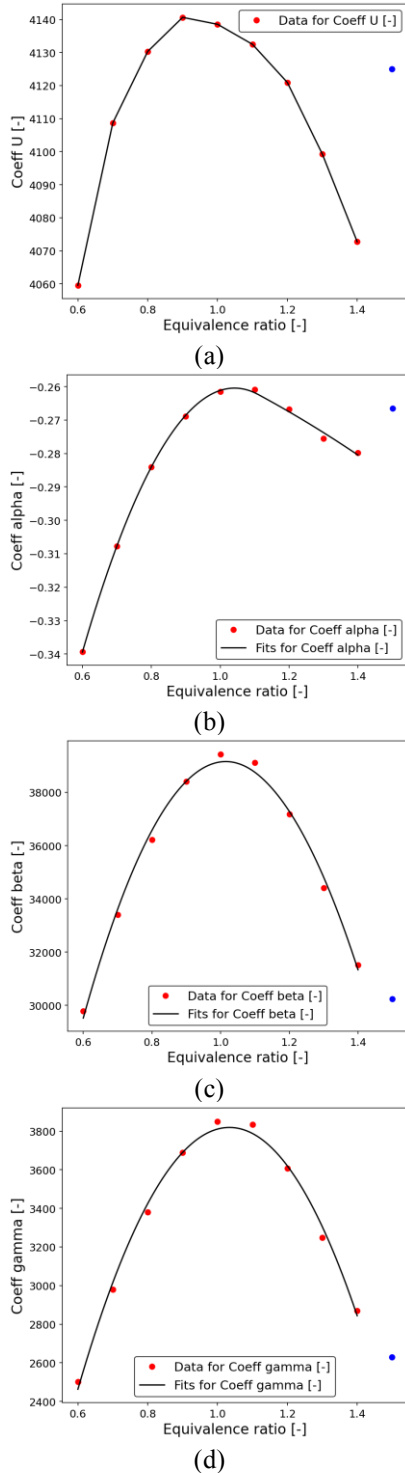 4140
4130
4120
4110
4100
4090
4080
4070
4060
Coeff U [-]
Data for Coeff U [-]
0.6 0.8 1.0 1.2 1.4
Equivalence ratio [-]
(a)
−0.26
−0.28
−0.30
−0.31
−0.33
−0.34
Coeff alpha [-]
Data for Coeff alpha [-]
Fits for Coeff alpha [-]
0.6 0.8 1.0 1.2 1.4
Equivalence ratio [-]
(b)
38000
36000
34000
32000
30000
Coeff beta [-]
Data for Coeff beta [-]
Fits for Coeff beta [-]
0.6 0.8 1.0 1.2 1.4
Equivalence ratio [-]
(c)
3800
3600
3400
3200
3000
2800
2600
2400
Coeff gamma [-]
Data for Coeff gamma [-]
Fits for Coeff gamma [-]
0.6 0.8 1.0 1.2 1.4
Equivalence ratio [-]
(d)